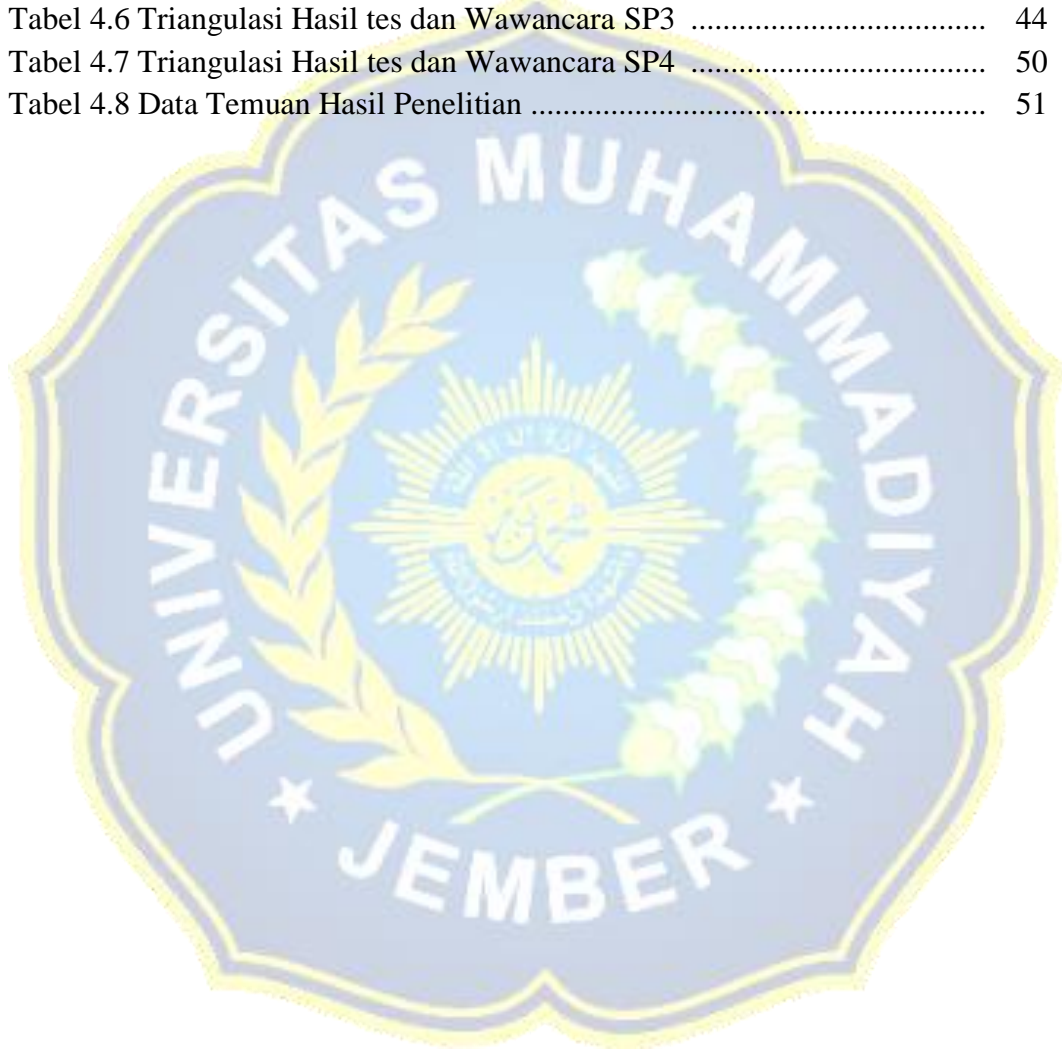 Tabel 4.6 Triangulasi Hasil tes dan Wawancara SP3 .................................. 44
Tabel 4.7 Triangulasi Hasil tes dan Wawancara SP4 .................................. 50
Tabel 4.8 Data Temuan Hasil Penelitian ..................................................... 51
UNIVERSITAS MUHAMMADIYAH
JEMBER